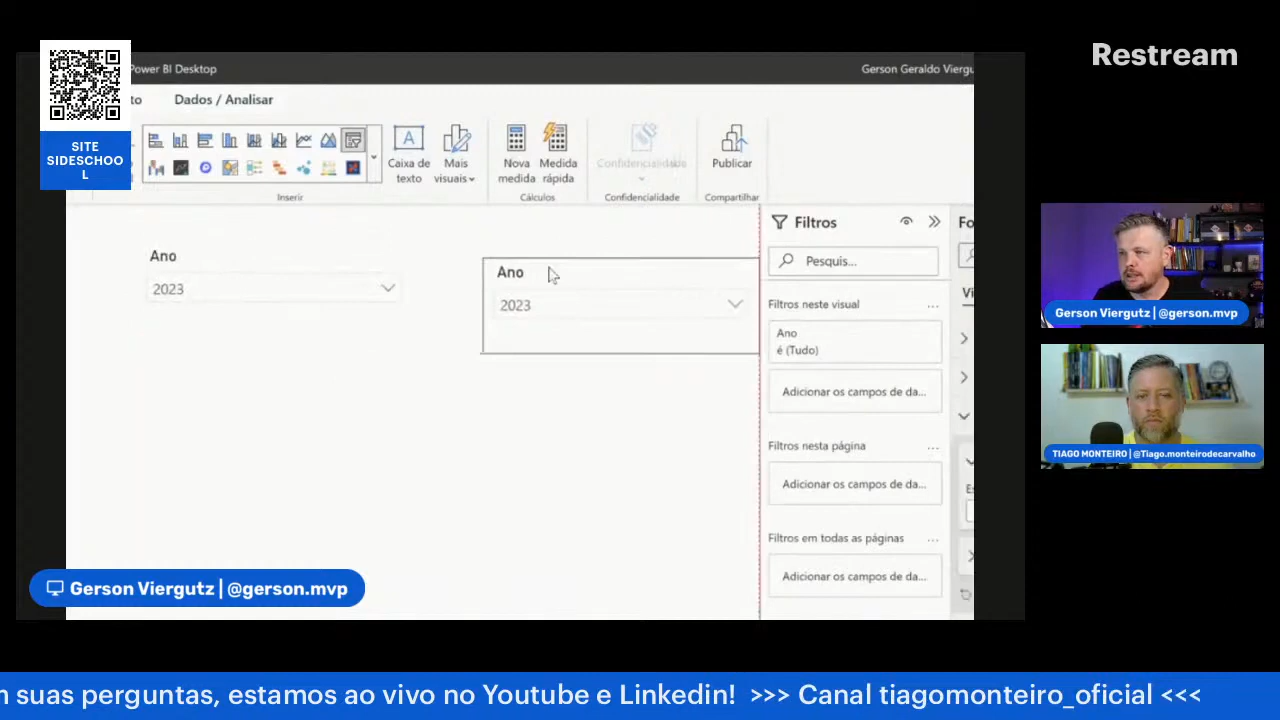 Restream
SITE
SIDESCHOO
L
Power BI Desktop
Gerson Geraldo Viergu
to
Dados / Analisar
Caixa de
texto
Mais
visuais
Nova
medida
Medida
rápida
Confidencialidade
Publicar
Inserir
Cálculos
Confidencialidade
Compartilhar
Ano
2023
Ano
2023
Filtros
Pesquis...
Filtros neste visual ...
Ano
é (Tudo)
Adicionar os campos de da...
Filtros nesta página ...
Adicionar os campos de da...
Filtros em todas as páginas ...
Adicionar os campos de da...
Fo
Vi
Es
Gerson Viergutz | @gerson.mvp
TIAGO MONTEIRO | @Tiago.monteirodecarvalho
Gerson Viergutz | @gerson.mvp
m suas perguntas, estamos ao vivo no Youtube e Linkedin! >>> Canal tiagomonteiro_oficial <<<